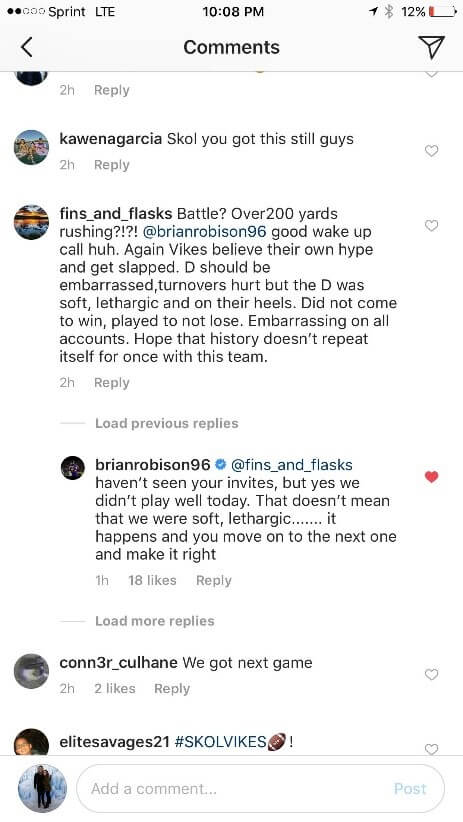 Sprint LTE 10:08 PM 12%
Comments
2h Reply
kawenagarcia Skol you got this still guys
2h Reply
fins_and_flasks Battle? Over200 yards
rushing?!?! @brianrobison96 good wake up
call huh. Again Vikes believe their own hype
and get slapped. D should be
embarrassed,turnovers hurt but the D was
soft, lethargic and on their heels. Did not come
to win, played to not lose. Embarrassing on all
accounts. Hope that history doesn't repeat
itself for once with this team.
2h Reply
Load previous replies
brianrobison96 @fins_and_flasks
haven't seen your invites, but yes we
didn't play well today. That doesn't mean
that we were soft, lethargic....... it
happens and you move on to the next one
and make it right
1h 18 likes Reply
Load more replies
conn3r_culhane We got next game
2h 2 likes Reply
elitesavages21 #SKOLVIKES🏈!
Add a comment... Post